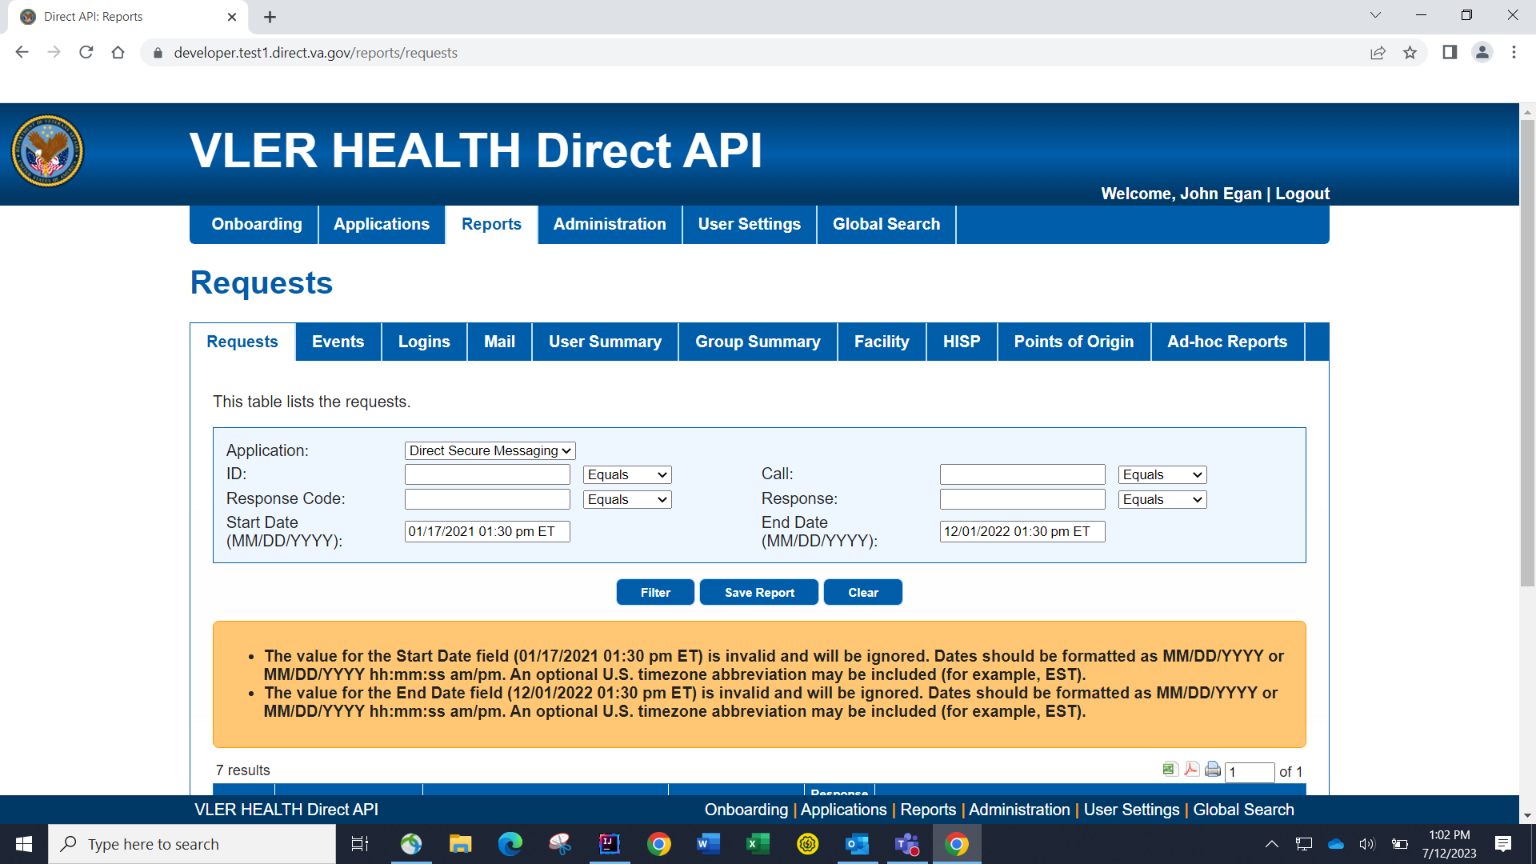 Direct API: Reports
developer.test1.direct.va.gov/reports/requests
VLER HEALTH Direct API
Welcome, John Egan | Logout
Onboarding Applications Reports Administration User Settings Global Search
Requests
Requests Events Logins Mail User Summary Group Summary Facility HISP Points of Origin Ad-hoc Reports
This table lists the requests.
Application: Direct Secure Messaging
ID: Equals Call: Equals
Response Code: Equals Response: Equals
Start Date (MM/DD/YYYY): 01/17/2021 01:30 pm ET End Date (MM/DD/YYYY): 12/01/2022 01:30 pm ET
Filter Save Report Clear
• The value for the Start Date field (01/17/2021 01:30 pm ET) is invalid and will be ignored. Dates should be formatted as MM/DD/YYYY or
MM/DD/YYYY hh:mm:ss am/pm. An optional U.S. timezone abbreviation may be included (for example, EST).
• The value for the End Date field (12/01/2022 01:30 pm ET) is invalid and will be ignored. Dates should be formatted as MM/DD/YYYY or
MM/DD/YYYY hh:mm:ss am/pm. An optional U.S. timezone abbreviation may be included (for example, EST).
7 results 1 of 1
Response
VLER HEALTH Direct API Onboarding | Applications | Reports | Administration | User Settings | Global Search
Type here to search
1:02 PM
7/12/2023